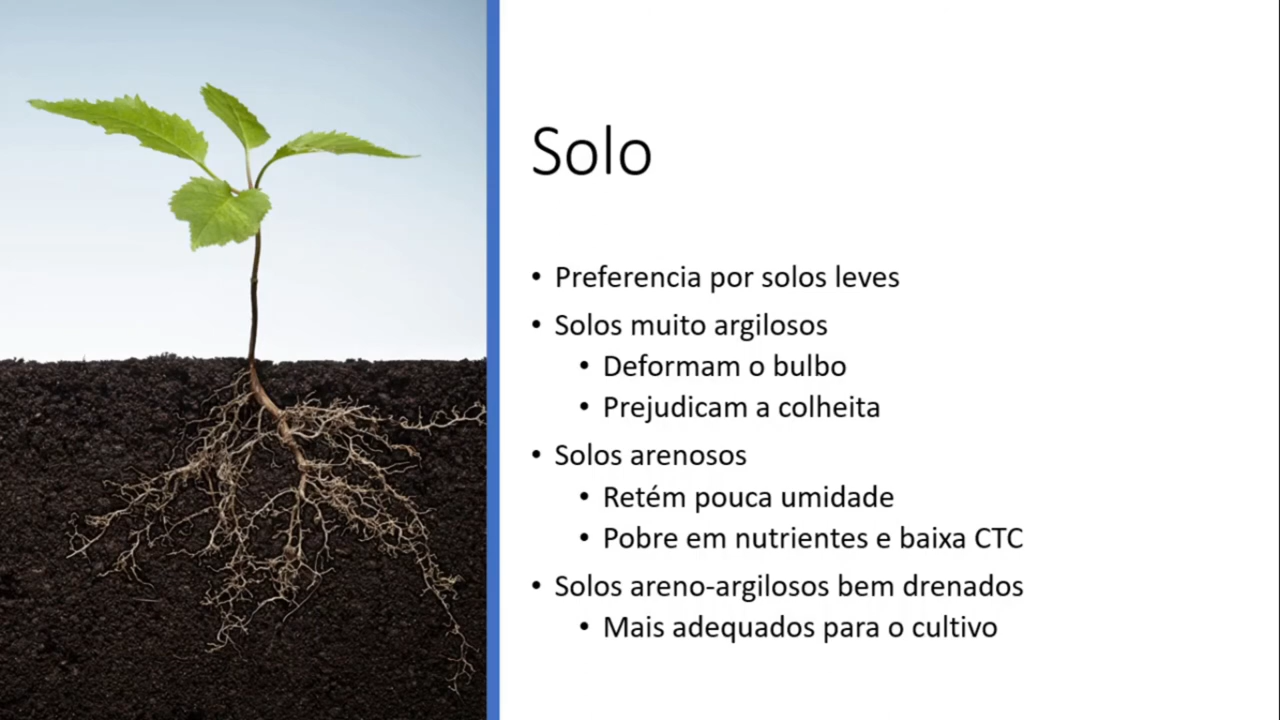 Solo
• Preferencia por solos leves
• Solos muito argilosos
• Deformam o bulbo
• Prejudicam a colheita
• Solos arenosos
• Retém pouca umidade
• Pobre em nutrientes e baixa CTC
• Solos areno-argilosos bem drenados
• Mais adequados para o cultivo